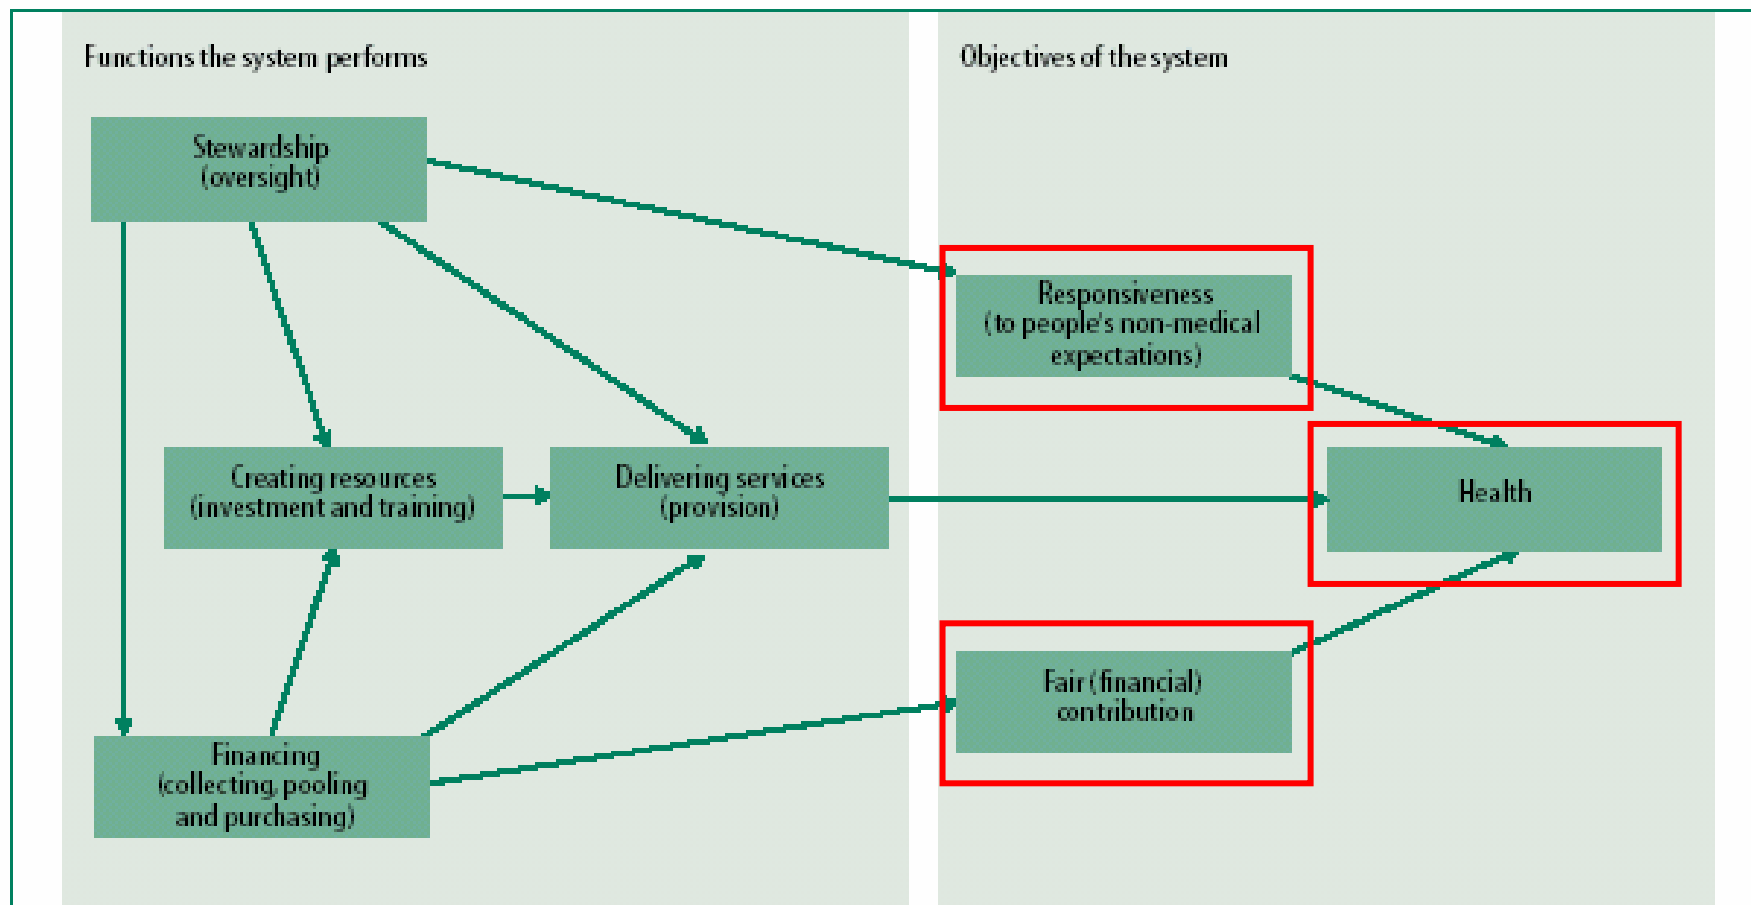 Functions the system performs
Objectives of the system
Stewardship
(oversight)
Responsiveness
(to people's non-medical
expectations)
Creating resources
(investment and training)
Delivering services
(provision)
Health
Fair (financial)
contribution
Financing
(collecting, pooling
and purchasing)